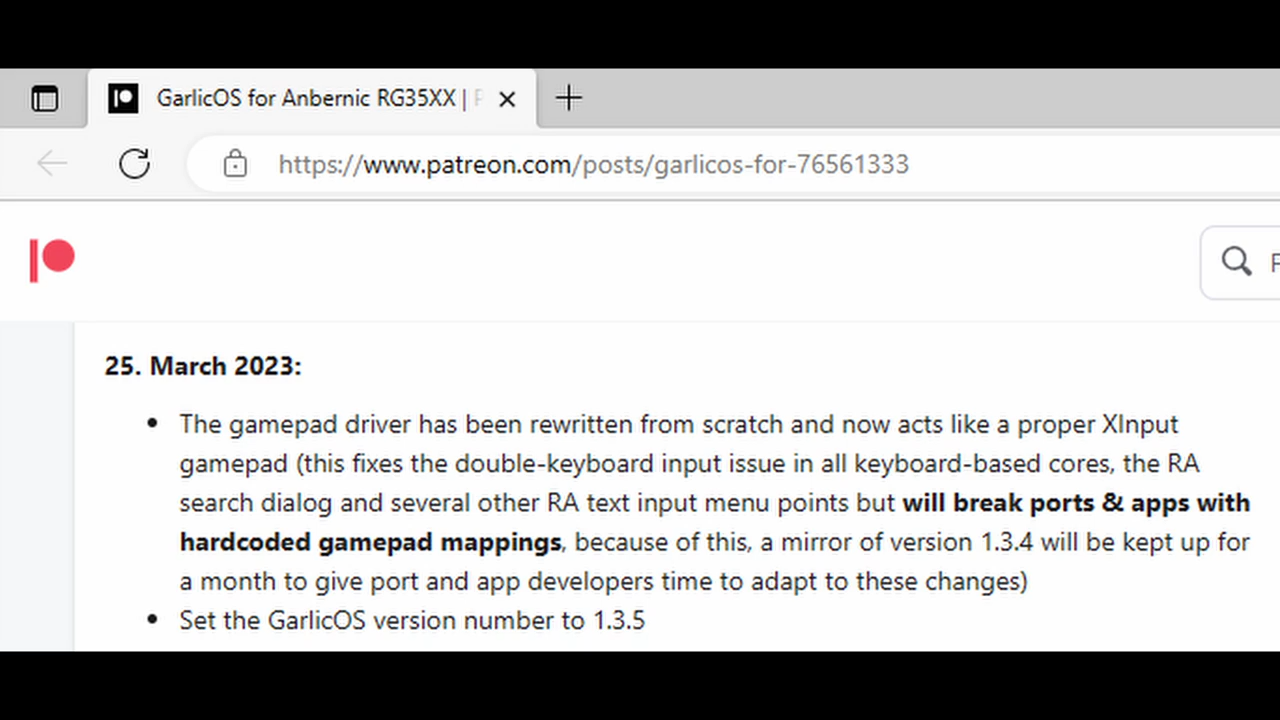 GarlicOS for Anbernic RG35XX |
https://www.patreon.com/posts/garlicos-for-76561333
25. March 2023:
• The gamepad driver has been rewritten from scratch and now acts like a proper XInput
gamepad (this fixes the double-keyboard input issue in all keyboard-based cores, the RA
search dialog and several other RA text input menu points but will break ports & apps with
hardcoded gamepad mappings, because of this, a mirror of version 1.3.4 will be kept up for
a month to give port and app developers time to adapt to these changes)
• Set the GarlicOS version number to 1.3.5